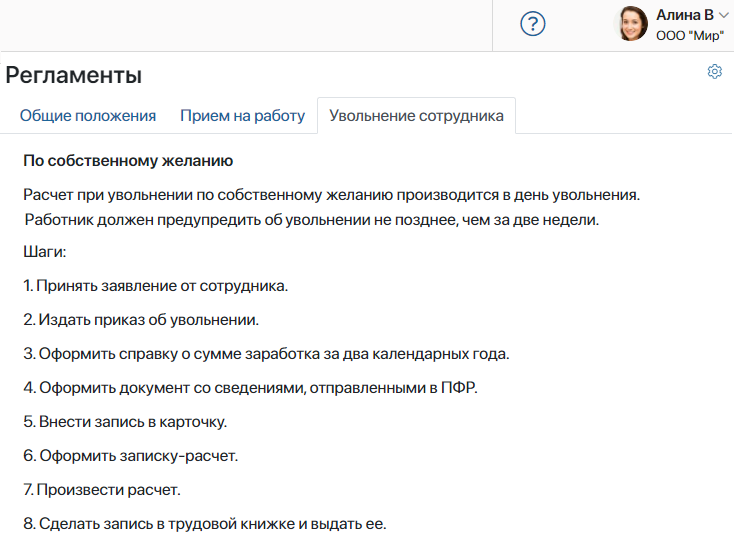 ?
Алина В
ООО "Мир"
Регламенты
Общие положения Прием на работу Увольнение сотрудника
По собственному желанию
Расчет при увольнении по собственному желанию производится в день увольнения.
Работник должен предупредить об увольнении не позднее, чем за две недели.
Шаги:
1. Принять заявление от сотрудника.
2. Издать приказ об увольнении.
3. Оформить справку о сумме заработка за два календарных года.
4. Оформить документ со сведениями, отправленными в ПФР.
5. Внести запись в карточку.
6. Оформить записку-расчет.
7. Произвести расчет.
8. Сделать запись в трудовой книжке и выдать ее.